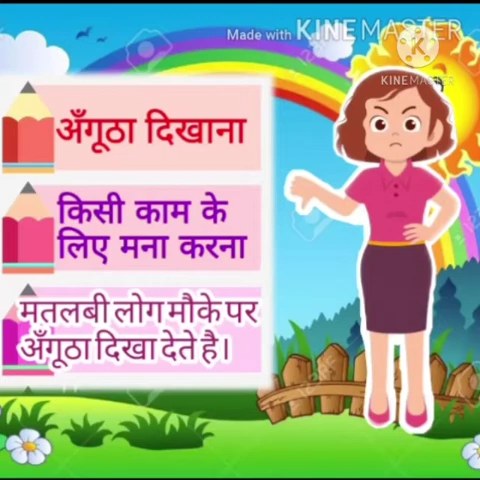 Made with KINEMASTER
KINEMASTER
अँगूठा दिखाना
किसी काम के
लिए मना करना
मतलबी लोग मौके पर
अँगूठा दिखा देते है।